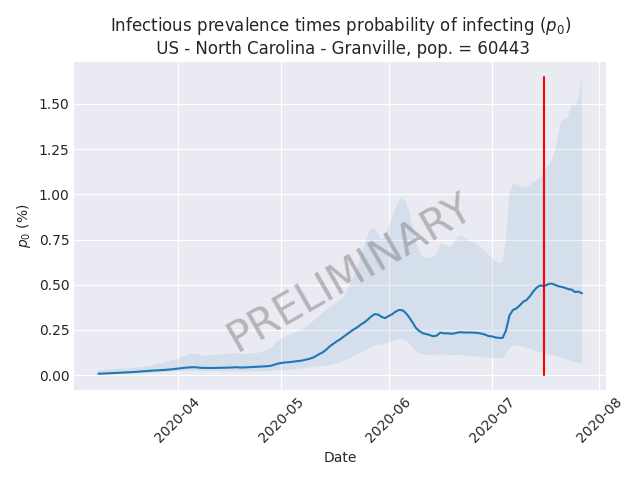 Infectious prevalence times probability of infecting (p₀)
US - North Carolina - Granville, pop. = 60443
1.50
1.25
1.00
0.75
0.50
0.25
0.00
p₀ (%)
PRELIMINARY
2020-04
2020-05
2020-06
2020-07
2020-08
Date